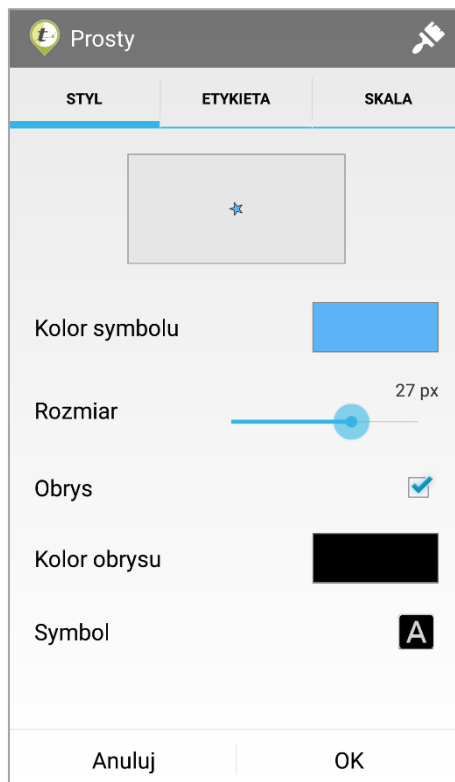 t
Prosty
STYL ETYKIETA SKALA
Kolor symbolu
27 px
Rozmiar
Obrys
Kolor obrysu
Symbol A
Anuluj OK